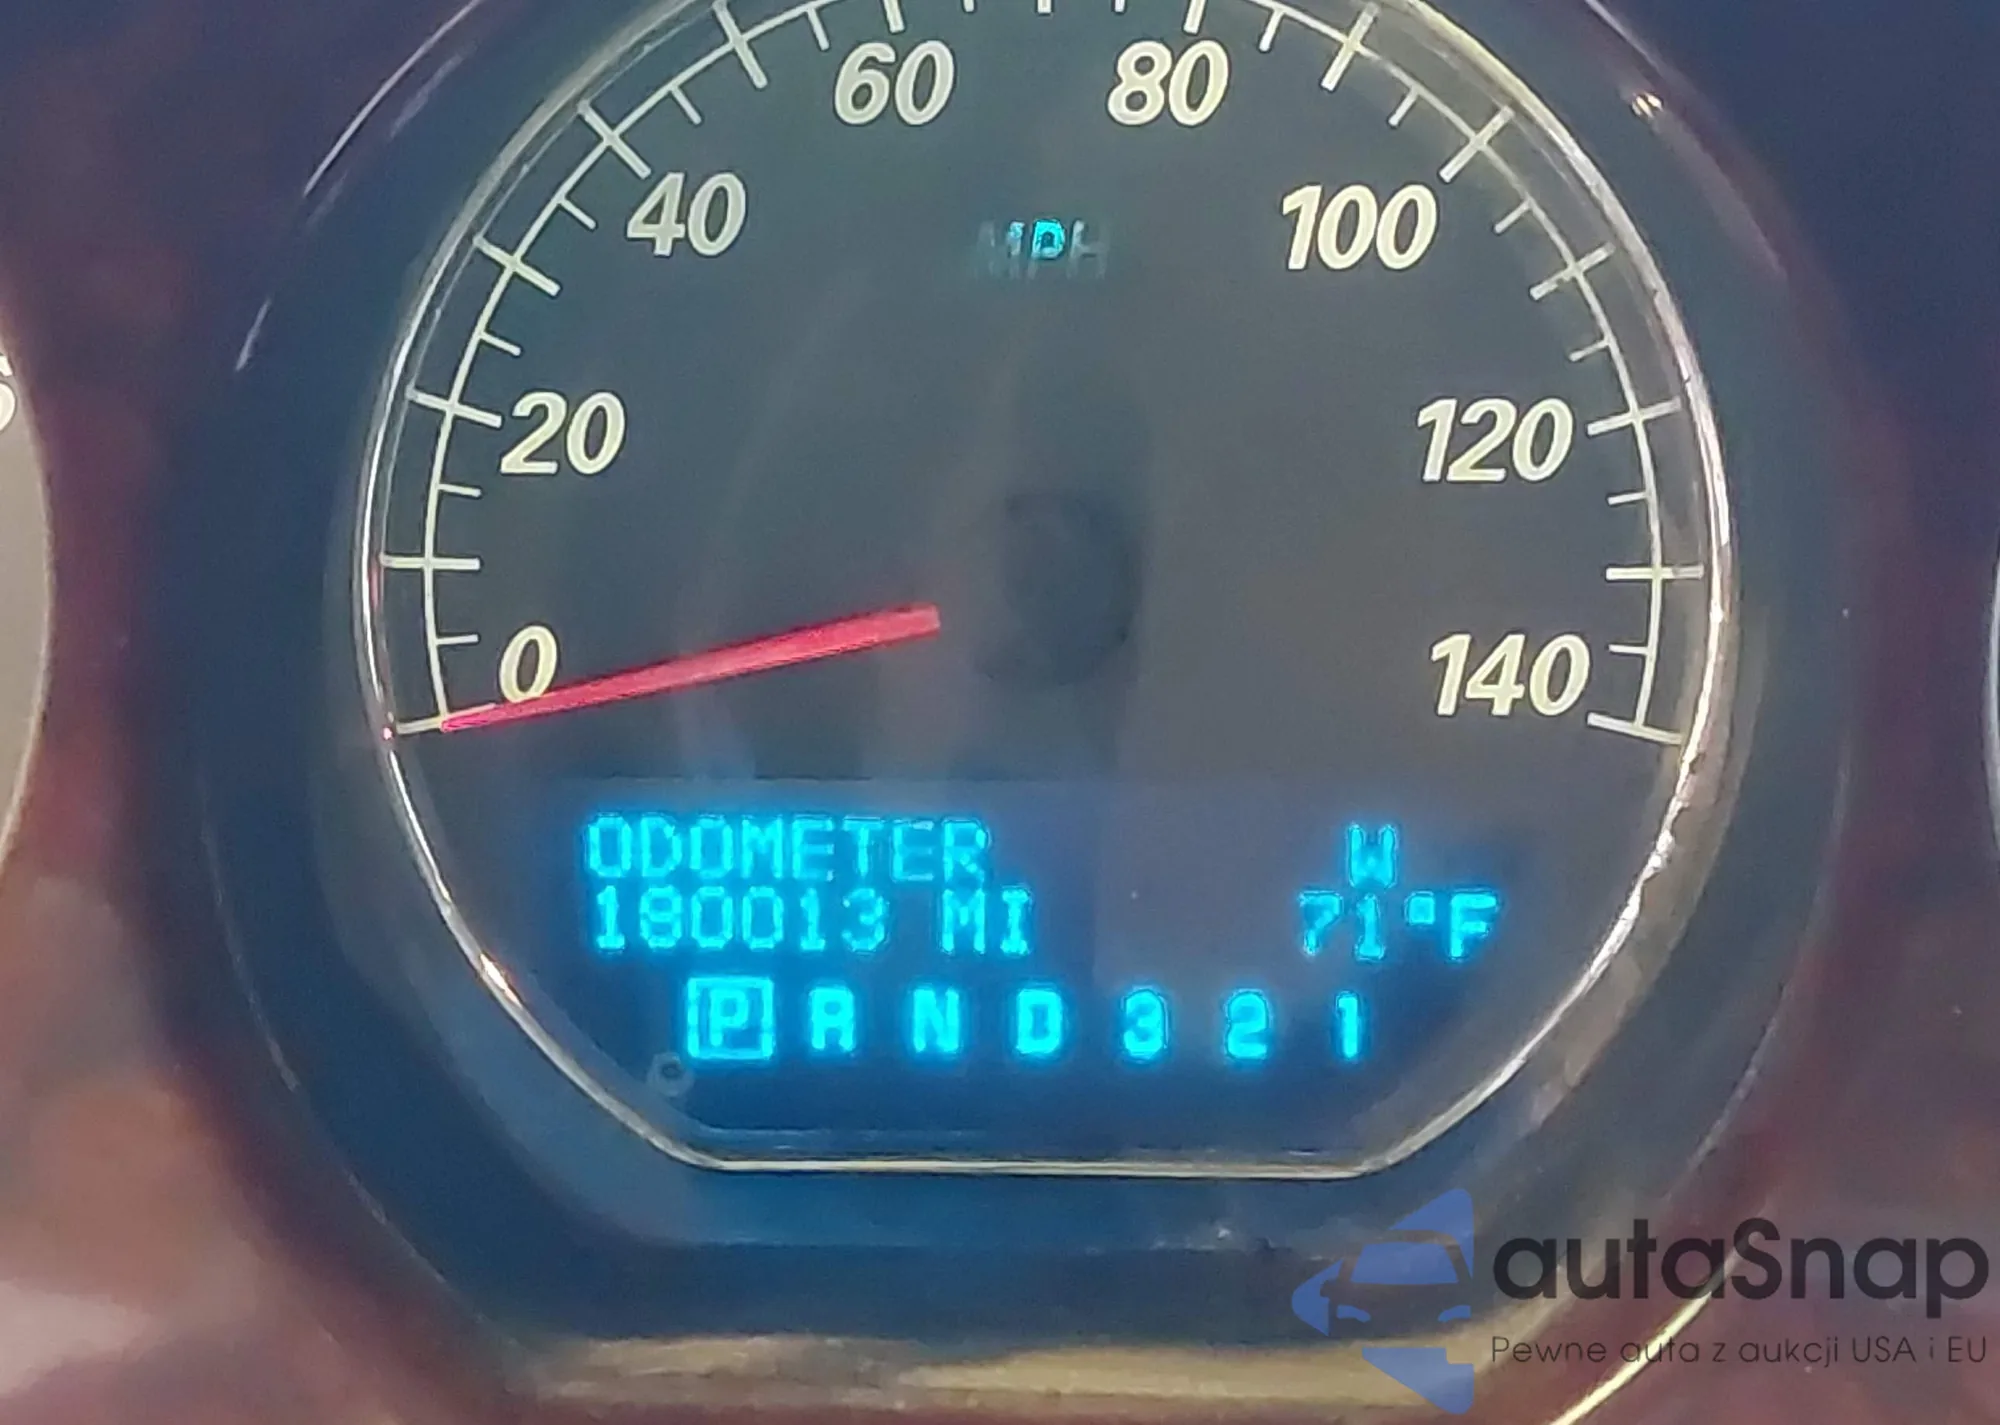 60 80
40 MPH 100
20 120
0 140
ODOMETER W
180013 MI 71°F
P R N D 3 2 1
autaSnap
Pewne auta z aukcji USA i EU